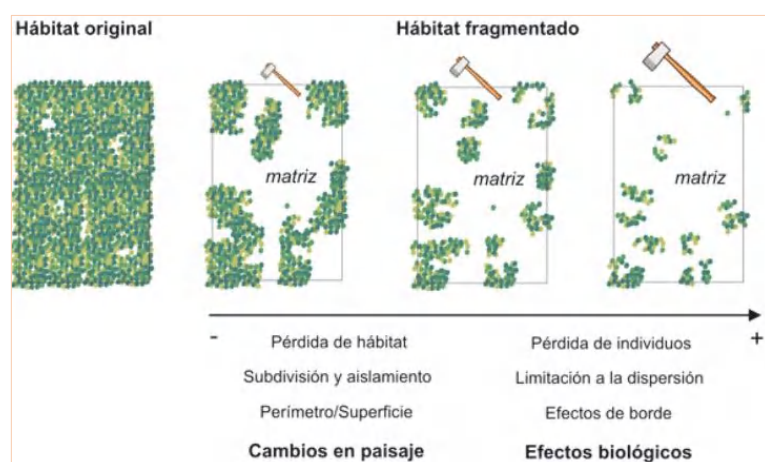 Hábitat original
Hábitat fragmentado
matriz
matriz
matriz
-
+
Pérdida de hábitat
Pérdida de individuos
Subdivisión y aislamiento
Limitación a la dispersión
Perímetro/Superficie
Efectos de borde
Cambios en paisaje
Efectos biológicos